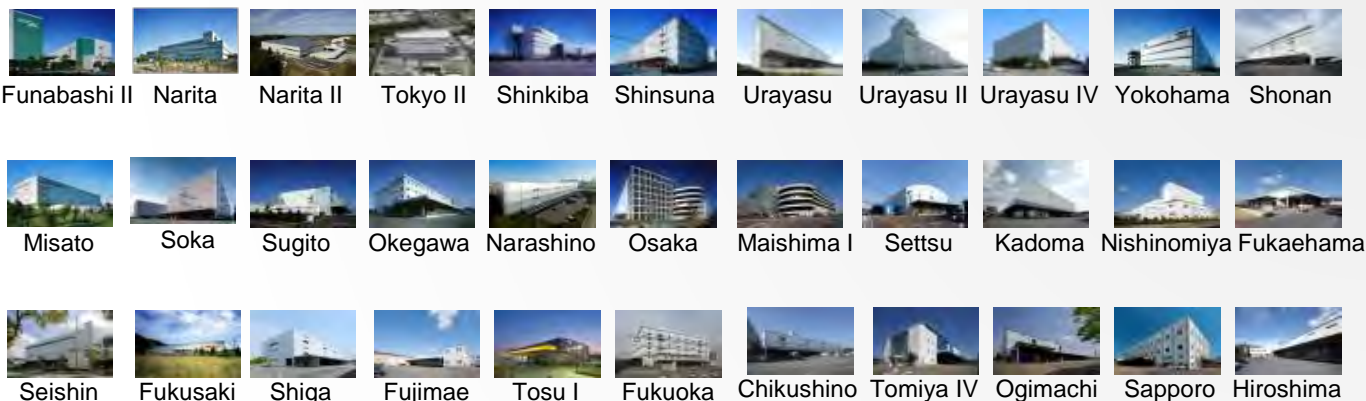 Funabashi II Narita Narita II Tokyo II Shinkiba Shinsuna Urayasu Urayasu II Urayasu IV Yokohama Shonan
Misato Soka Sugito Okegawa Narashino Osaka Maishima I Settsu Kadoma Nishinomiya Fukaehama
Seishin Fukusaki Shiga Fujimae Tosu I Fukuoka Chikushino Tomiya IV Ogimachi Sapporo Hiroshima